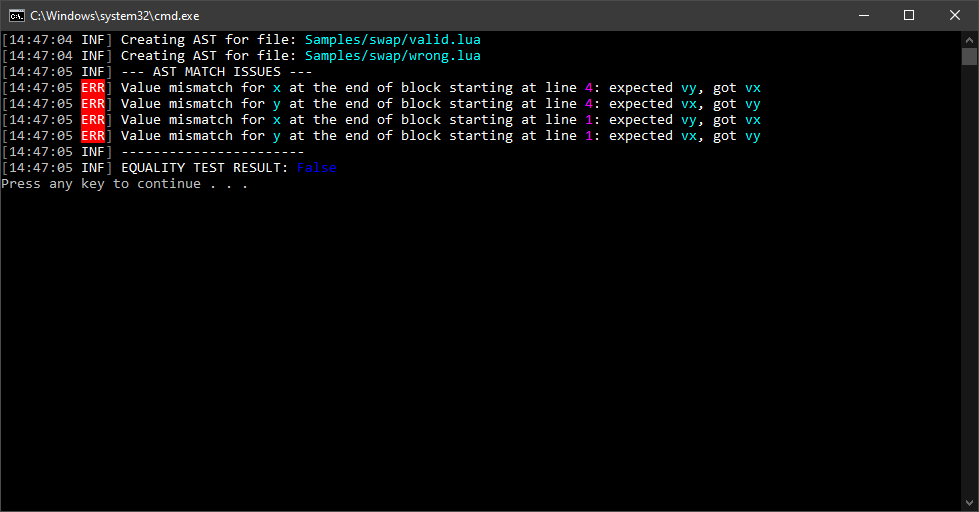 C:\Windows\system32\cmd.exe
[14:47:04 INF] Creating AST for file: Samples/swap/valid.lua
[14:47:04 INF] Creating AST for file: Samples/swap/wrong.lua
[14:47:05 INF] --- AST MATCH ISSUES ---
[14:47:05 ERR] Value mismatch for x at the end of block starting at line 4: expected vy, got vx
[14:47:05 ERR] Value mismatch for y at the end of block starting at line 4: expected vx, got vy
[14:47:05 ERR] Value mismatch for x at the end of block starting at line 1: expected vy, got vx
[14:47:05 ERR] Value mismatch for y at the end of block starting at line 1: expected vx, got vy
[14:47:05 INF] -----------------------
[14:47:05 INF] EQUALITY TEST RESULT: False
Press any key to continue . . .